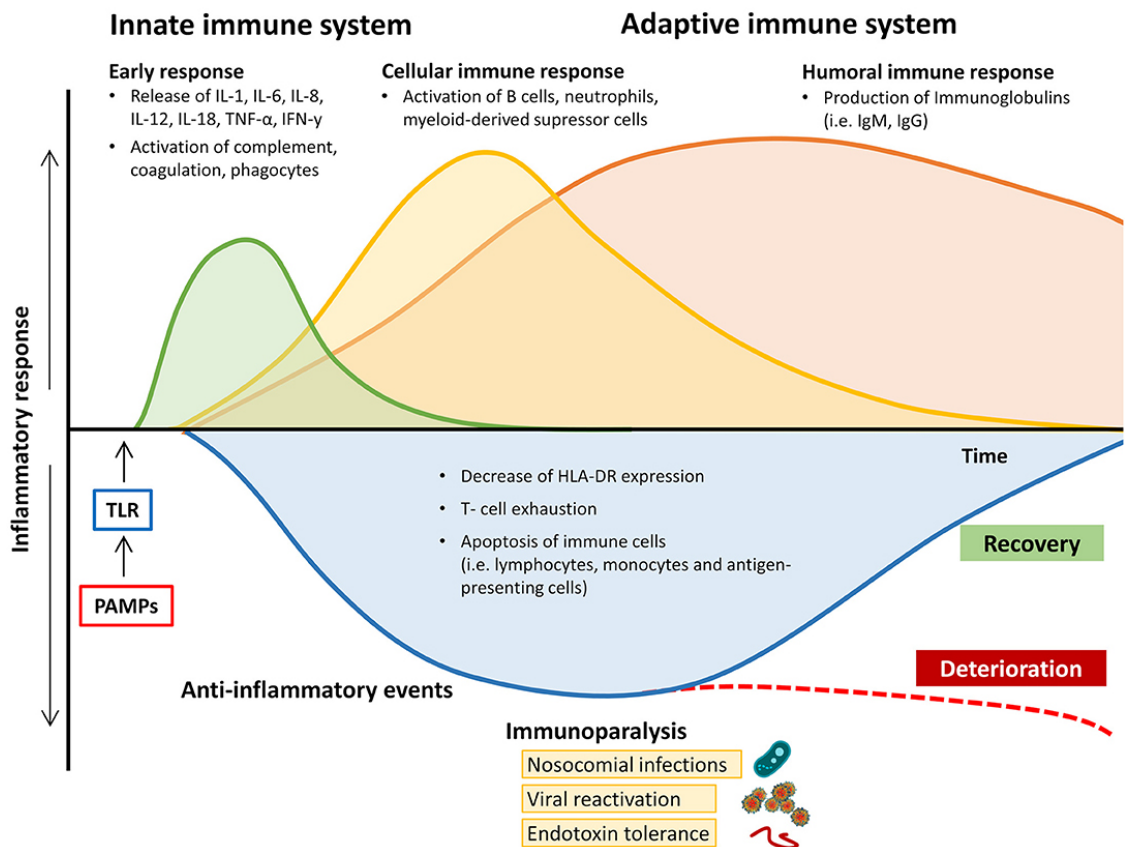 Innate immune system
Adaptive immune system
Early response
• Release of IL-1, IL-6, IL-8,
IL-12, IL-18, TNF-α, IFN-γ
• Activation of complement,
coagulation, phagocytes
Cellular immune response
• Activation of B cells, neutrophils,
myeloid-derived supressor cells
Humoral immune response
• Production of Immunoglobulins
(i.e. IgM, IgG)
Inflammatory response
Time
TLR
PAMPs
• Decrease of HLA-DR expression
• T- cell exhaustion
• Apoptosis of immune cells
(i.e. lymphocytes, monocytes and antigen-
presenting cells)
Recovery
Deterioration
Anti-inflammatory events
Immunoparalysis
Nosocomial infections
Viral reactivation
Endotoxin tolerance